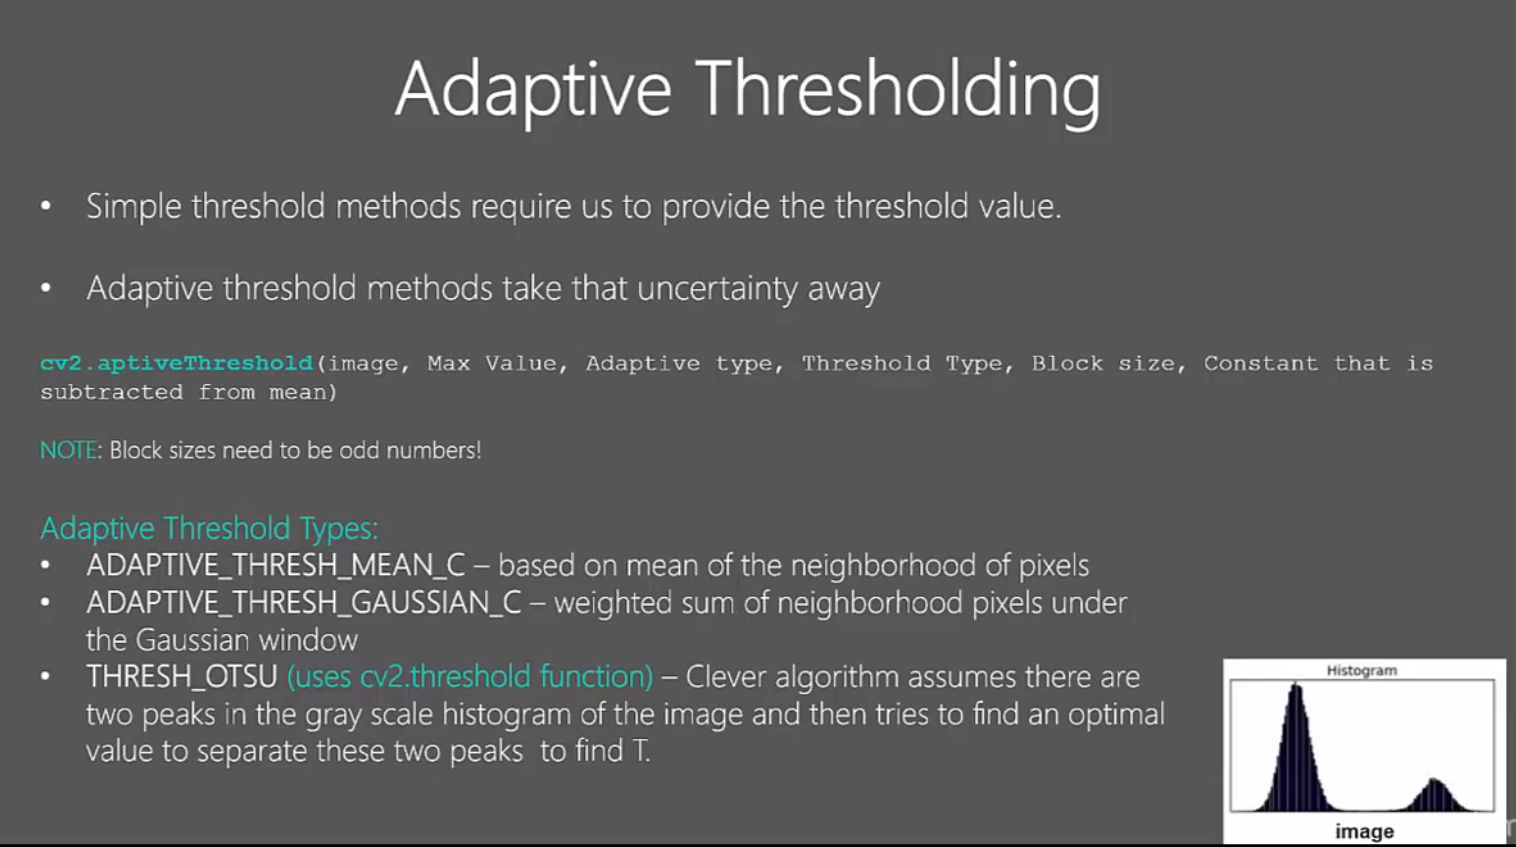 Adaptive Thresholding
• Simple threshold methods require us to provide the threshold value.
• Adaptive threshold methods take that uncertainty away
cv2.aptiveThreshold(image, Max Value, Adaptive type, Threshold Type, Block size, Constant that is
subtracted from mean)
NOTE: Block sizes need to be odd numbers!
Adaptive Threshold Types:
• ADAPTIVE_THRESH_MEAN_C – based on mean of the neighborhood of pixels
• ADAPTIVE_THRESH_GAUSSIAN_C – weighted sum of neighborhood pixels under
the Gaussian window
• THRESH_OTSU (uses cv2.threshold function) – Clever algorithm assumes there are
two peaks in the gray scale histogram of the image and then tries to find an optimal
value to separate these two peaks  to find T.
Histogram
image